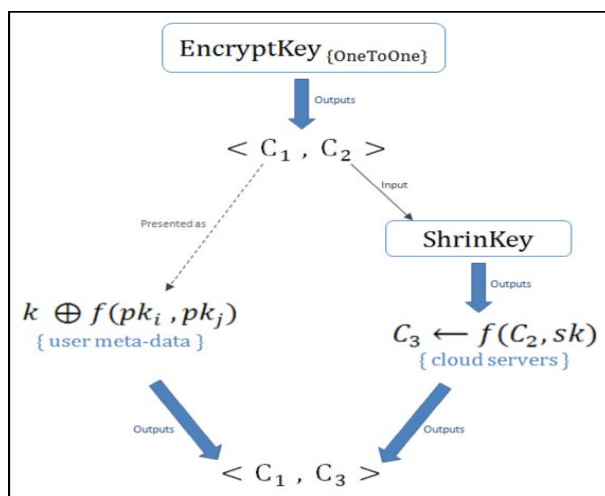 EncryptKey {OneToOne}
Outputs
< C₁ , C₂ >
Input
Presented as
ShrinKey
Outputs
k ⊕ f(pkᵢ , pkⱼ)
{ user meta-data }
C₃ ⟵ f(C₂, sk)
{ cloud servers }
Outputs
Outputs
< C₁ , C₃ >